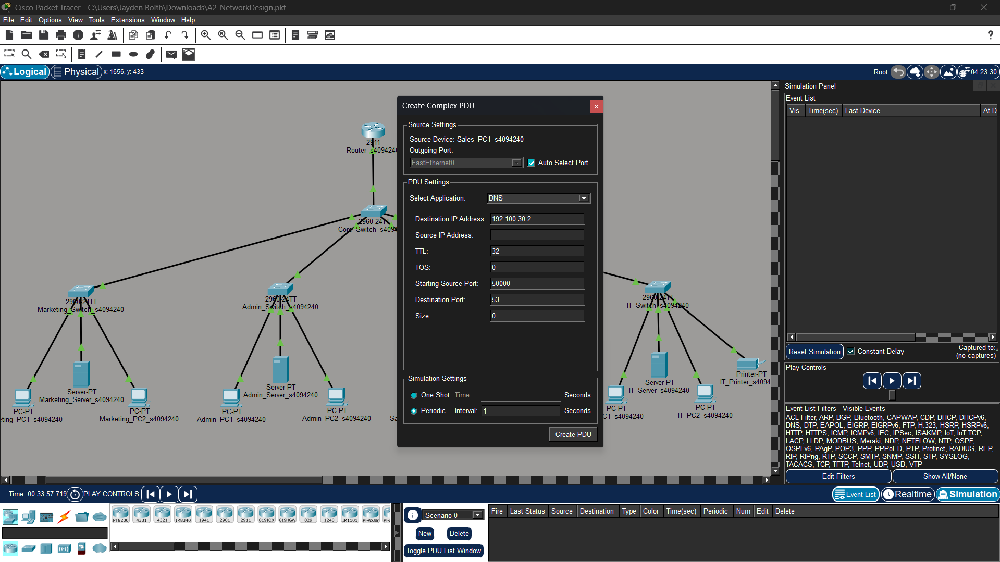 Cisco Packet Tracer - C:\Users\Jayden Bolth\Downloads\A2_NetworkDesign.pkt
File Edit Options View Tools Extensions Window Help
?
Logical Physical x: 1656, y: 433
Root 04:23:30
2911
Router_s4094240
2960-24TT
Core_Switch_s409
2960-24TT
Marketing_Switch_s4094240
2960-24TT
Admin_Switch_s4094240
2960-24TT
IT_Switch_s4094240
Server-PT
Marketing_Server_s4094240
Server-PT
Admin_Server_s4094240
Server-PT
IT_Server_s4094240
Printer-PT
IT_Printer_s4094
PC-PT
eting_PC1_s4094240
PC-PT
Marketing_PC2_s4094240
PC-PT
Admin_PC1_s4094240
PC-PT
Admin_PC2_s4094240
Sa
PC-PT
C1_s4094240
PC-PT
IT_PC2_s4094240
Create Complex PDU
Source Settings
Source Device: Sales_PC1_s4094240
Outgoing Port:
FastEthernet0 Auto Select Port
PDU Settings
Select Application: DNS
Destination IP Address: 192.100.30.2
Source IP Address:
TTL: 32
TOS: 0
Starting Source Port: 50000
Destination Port: 53
Size: 0
Simulation Settings
One Shot Time: Seconds
Periodic Interval: 1 Seconds
Create PDU
Simulation Panel
Event List
Vis. Time(sec) Last Device At D
Reset Simulation Constant Delay
Captured to:
(no captures)
Play Controls
Event List Filters - Visible Events
ACL Filter, ARP, BGP, Bluetooth, CAPWAP, CDP, DHCP, DHCPv6,
DNS, DTP, EAPOL, EIGRP, EIGRPv6, FTP, H.323, HSRP, HSRPv6,
HTTP, HTTPS, ICMP, ICMPv6, IEC, IPSec, ISAKMP, IoT, IoT TCP,
LACP, LLDP, MODBUS, Meraki, NDP, NETFLOW, NTP, OSPF,
OSPFv6, PAgP, POP3, PPP, PPPoED, PTP, Profinet, RADIUS, REP,
RIP, RIPng, RTP, SCCP, SMTP, SNMP, SSH, STP, SYSLOG,
TACACS, TCP, TFTP, Telnet, UDP, USB, VTP
Edit Filters Show All/None
Time: 00:33:57.719 PLAY CONTROLS:
Event List Realtime Simulation
PT8200 4331 4321 IR8340 1941 2901 2911 819IOX 819HGW 829 1240 IR1101 PT-Router
Scenario 0
New Delete
Toggle PDU List Window
Fire Last Status Source Destination Type Color Time(sec) Periodic Num Edit Delete